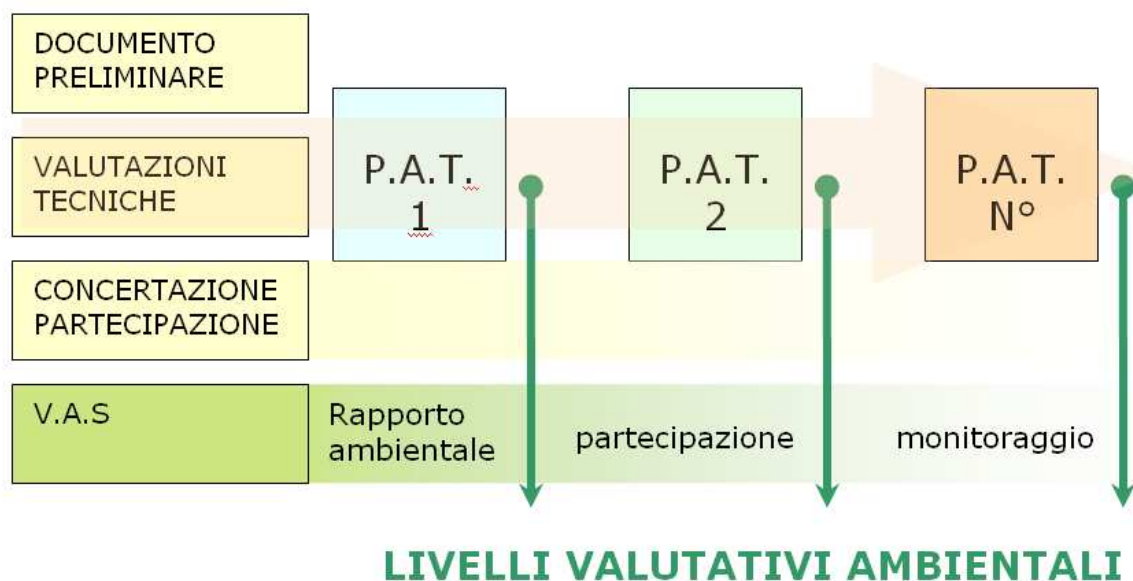 DOCUMENTO
PRELIMINARE
VALUTAZIONI
TECNICHE
CONCERTAZIONE
PARTECIPAZIONE
V.A.S
P.A.T.
1
P.A.T.
2
P.A.T.
N°
Rapporto
ambientale
partecipazione
monitoraggio
LIVELLI VALUTATIVI AMBIENTALI